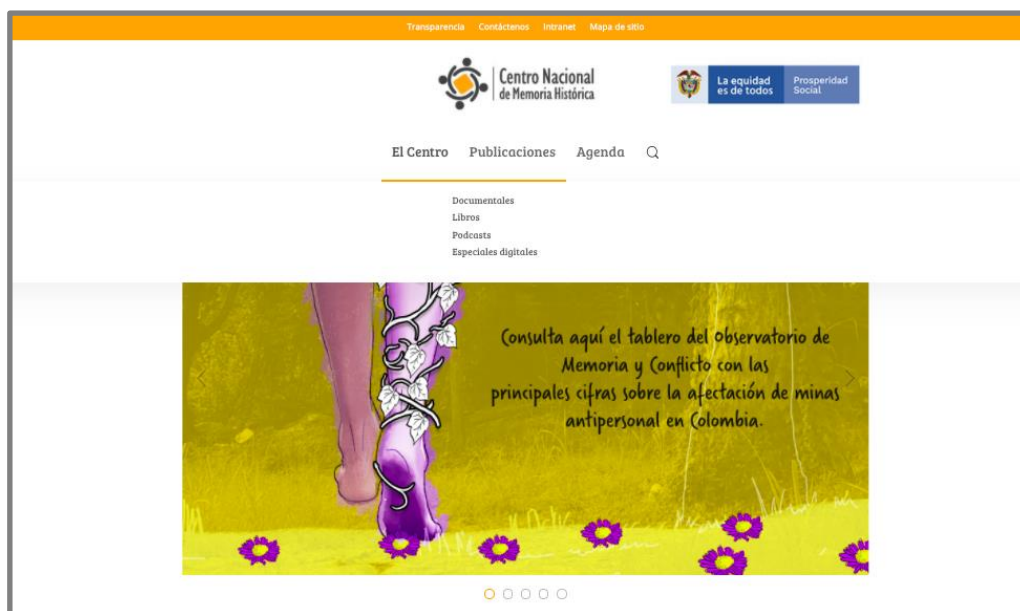 Transparencia Contáctenos Intranet Mapa de sitio
Centro Nacional
de Memoria Histórica
La equidad
es de todos
Prosperidad
Social
El Centro Publicaciones Agenda
Documentales
Libros
Podcasts
Especiales digitales
Consulta aquí el tablero del Observatorio de
Memoria y Conflicto con las
principales cifras sobre la afectación de minas
antipersonal en Colombia.